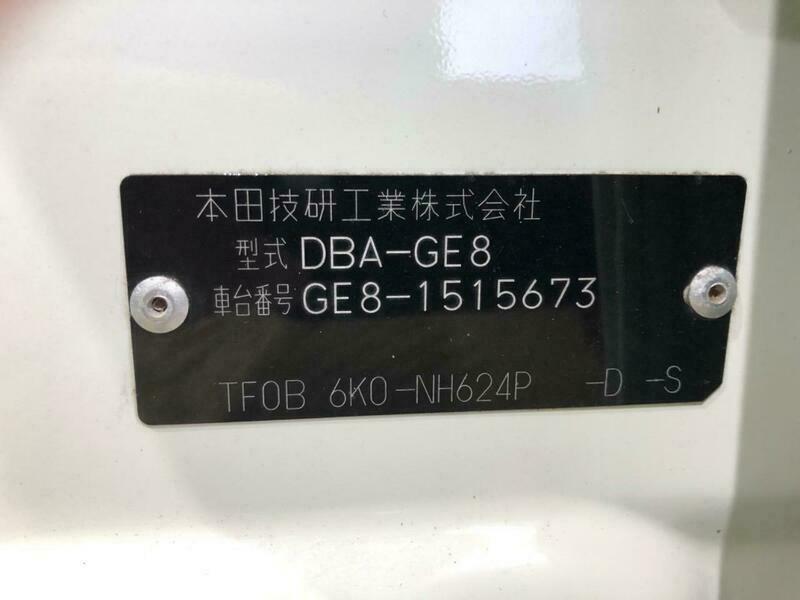 本田技研工業株式会社
型式 DBA-GE8
車台番号 GE8-1515673
TF0B 6K0-NH624P -D -S